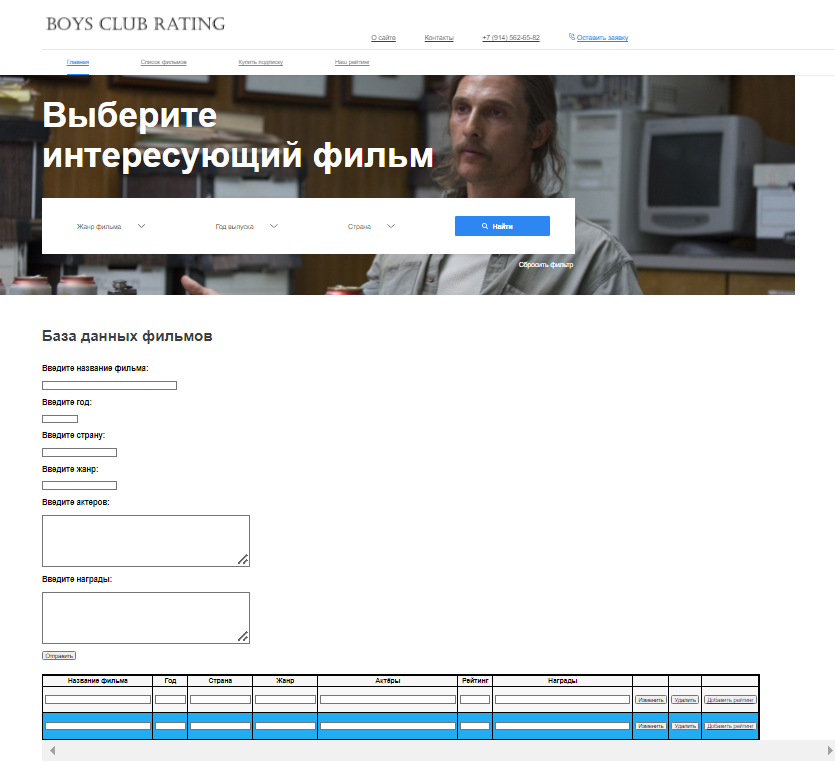 BOYS CLUB RATING
О сайте Контакты +7 (914) 562-65-82 Оставить заявку
Главная Список фильмов Купить подписку Наш рейтинг
Выберите
интересующий фильм
Жанр фильма Год выпуска Страна Найти
Сбросить фильтр
База данных фильмов
Введите название фильма:
Введите год:
Введите страну:
Введите жанр:
Введите актеров:
Введите награды:
Отправить
Название фильма Год Страна Жанр Актёры Рейтинг Награды
Изменить Удалить Добавить рейтинг
Изменить Удалить Добавить рейтинг